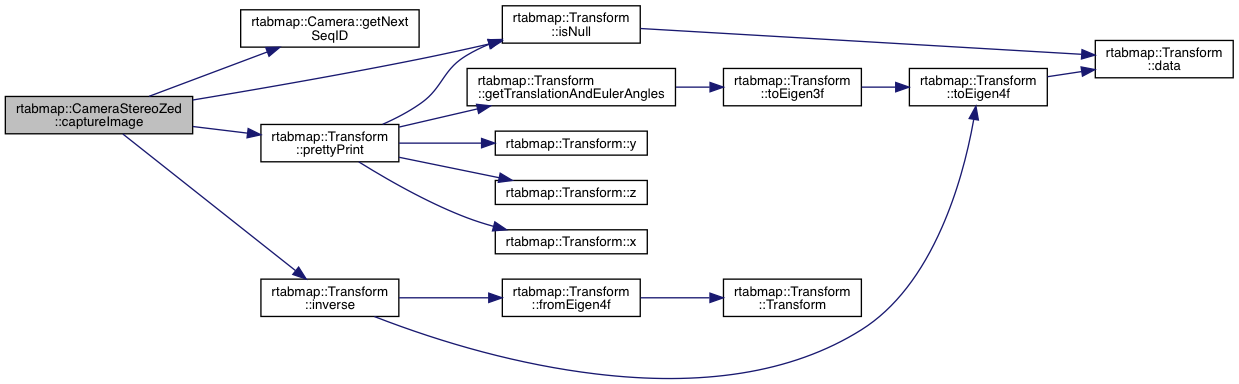 rtabmap::CameraStereoZed
::captureImage
rtabmap::Camera::getNext
SeqID
rtabmap::Transform
::isNull
rtabmap::Transform
::data
rtabmap::Transform
::getTranslationAndEulerAngles
rtabmap::Transform
::toEigen3f
rtabmap::Transform
::toEigen4f
rtabmap::Transform
::prettyPrint
rtabmap::Transform::y
rtabmap::Transform::z
rtabmap::Transform::x
rtabmap::Transform
::inverse
rtabmap::Transform
::fromEigen4f
rtabmap::Transform
::Transform